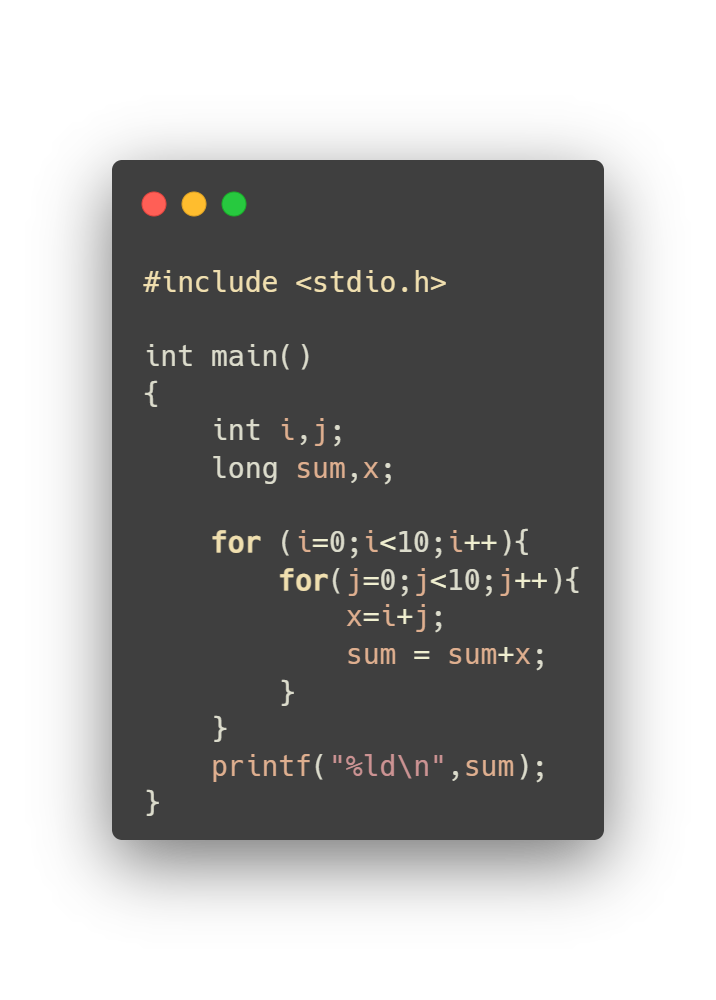 #include <stdio.h>

int main()
{
    int i,j;
    long sum,x;

    for (i=0;i<10;i++){
        for(j=0;j<10;j++){
            x=i+j;
            sum = sum+x;
        }
    }
    printf("%ld\n",sum);
}